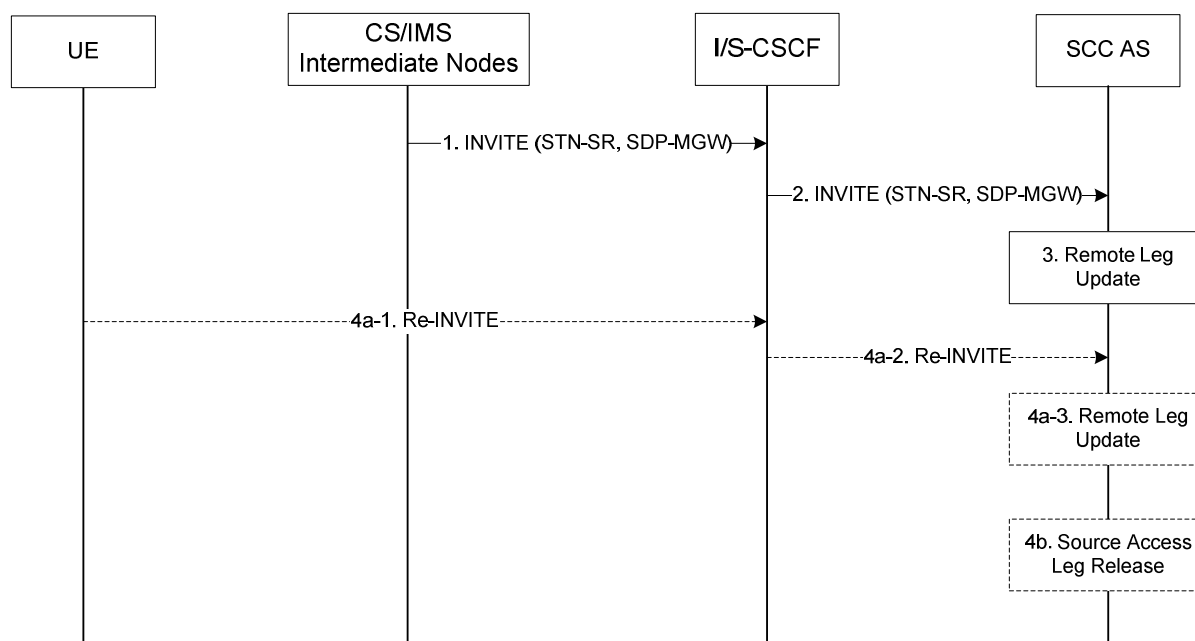 UE
CS/IMS
Intermediate Nodes
I/S-CSCF
SCC AS
1. INVITE (STN-SR, SDP-MGW)
2. INVITE (STN-SR, SDP-MGW)
3. Remote Leg
Update
4a-1. Re-INVITE
4a-2. Re-INVITE
4a-3. Remote Leg
Update
4b. Source Access
Leg Release